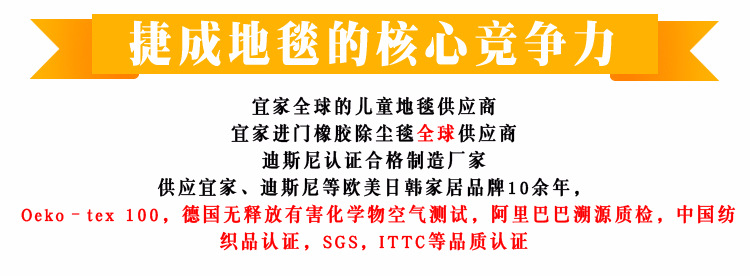 捷成地毯的核心竞争力
宜家全球的儿童地毯供应商
宜家进门橡胶除尘毯全球供应商
迪斯尼认证合格制造厂家
供应宜家、迪斯尼等欧美日韩家居品牌10余年，
Oeko-tex 100，德国无释放有害化学物空气测试，阿里巴巴溯源质检，中国纺
织品认证，SGS，ITTC等品质认证